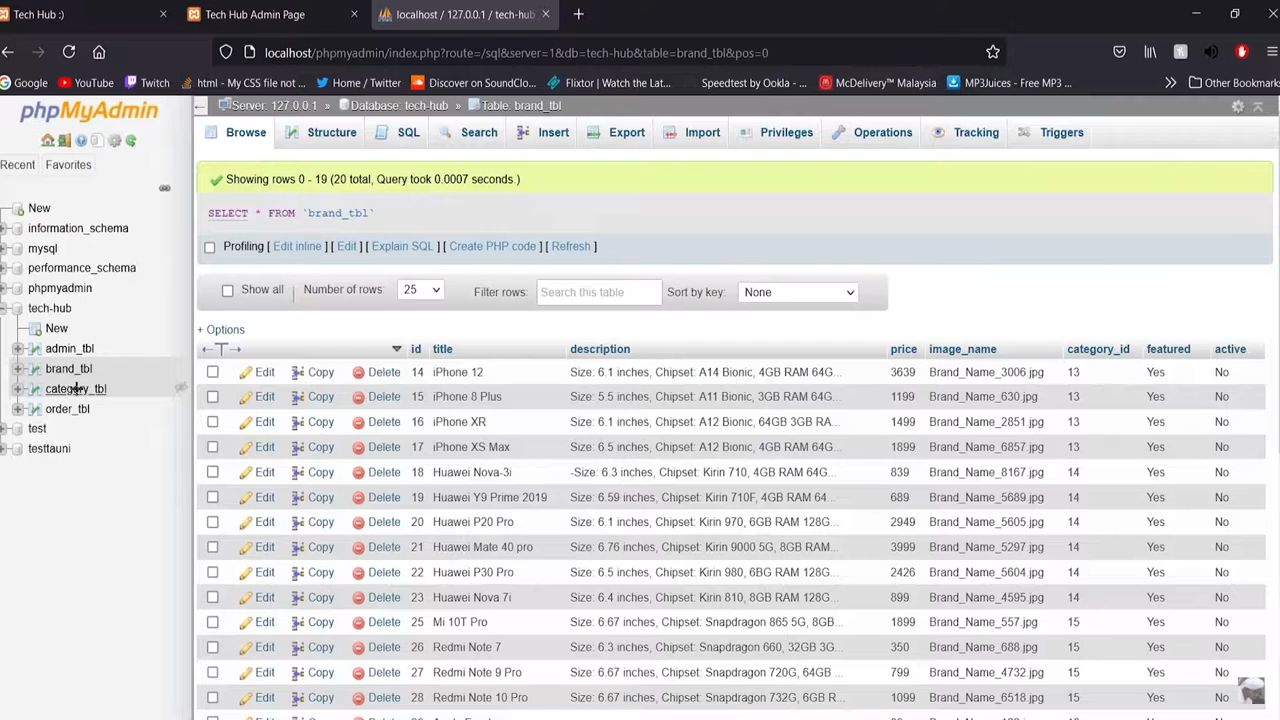 Tech Hub :) Tech Hub Admin Page localhost / 127.0.0.1 / tech-hub
localhost/phpmyadmin/index.php?route=/sql&server=1&db=tech-hub&table=brand_tbl&pos=0
Google YouTube Twitch html - My CSS file not... Home / Twitter Discover on SoundClo... Flixtor | Watch the Lat... Speedtest by Ookla - ... McDelivery™ Malaysia MP3Juices - Free MP3 ... Other Bookmarks
phpMyAdmin
Recent Favorites
New
information_schema
mysql
performance_schema
phpmyadmin
tech-hub
New
admin_tbl
brand_tbl
category_tbl
order_tbl
test
testtauni
Server: 127.0.0.1 » Database: tech-hub » Table: brand_tbl
Browse Structure SQL Search Insert Export Import Privileges Operations Tracking Triggers
Showing rows 0 - 19 (20 total, Query took 0.0007 seconds.)
SELECT * FROM `brand_tbl`
Profiling [ Edit inline ] [ Edit ] [ Explain SQL ] [ Create PHP code ] [ Refresh ]
Show all Number of rows: 25 Filter rows: Search this table Sort by key: None
+ Options
←T→ id title description price image_name category_id featured active
Edit Copy Delete 14 iPhone 12 Size: 6.1 inches, Chipset: A14 Bionic, 4GB RAM 64G... 3639 Brand_Name_3006.jpg 13 Yes No
Edit Copy Delete 15 iPhone 8 Plus Size: 5.5 inches, Chipset: A11 Bionic, 3GB RAM 64G... 1199 Brand_Name_630.jpg 13 Yes No
Edit Copy Delete 16 iPhone XR Size: 6.1 inches, Chipset: A12 Bionic, 64GB 3GB RA... 1499 Brand_Name_2851.jpg 13 Yes No
Edit Copy Delete 17 iPhone XS Max Size: 6.5 inches, Chipset: A12 Bionic, 4GB RAM 64G... 1899 Brand_Name_6857.jpg 13 Yes No
Edit Copy Delete 18 Huawei Nova-3i -Size: 6.3 inches, Chipset: Kirin 710, 4GB RAM 64G... 839 Brand_Name_8167.jpg 14 Yes No
Edit Copy Delete 19 Huawei Y9 Prime 2019 Size: 6.59 inches, Chipset: Kirin 710F, 4GB RAM 64... 689 Brand_Name_5689.jpg 14 Yes No
Edit Copy Delete 20 Huawei P20 Pro Size: 6.1 inches, Chipset: Kirin 970, 6GB RAM 128G... 2949 Brand_Name_5605.jpg 14 Yes No
Edit Copy Delete 21 Huawei Mate 40 pro Size: 6.76 inches, Chipset: Kirin 9000 5G, 8GB RAM... 3999 Brand_Name_5297.jpg 14 Yes No
Edit Copy Delete 22 Huawei P30 Pro Size: 6.5 inches, Chipset: Kirin 980, 6BG RAM 128G... 2426 Brand_Name_5604.jpg 14 Yes No
Edit Copy Delete 23 Huawei Nova 7i Size: 6.4 inches, Chipset: Kirin 810, 8GB RAM 128G... 899 Brand_Name_4595.jpg 14 Yes No
Edit Copy Delete 25 Mi 10T Pro Size: 6.67 inches, Chipset: Snapdragon 865 5G, 8GB... 1899 Brand_Name_557.jpg 15 Yes No
Edit Copy Delete 26 Redmi Note 7 Size: 6.3 inches, Chipset: Snapdragon 660, 32GB 3G... 350 Brand_Name_688.jpg 15 Yes No
Edit Copy Delete 27 Redmi Note 9 Pro Size: 6.67 inches, Chipset: Snapdragon 720G, 64GB ... 799 Brand_Name_4732.jpg 15 Yes No
Edit Copy Delete 28 Redmi Note 10 Pro Size: 6.67 inches, Chipset: Snapdragon 732G, 6GB R... 1099 Brand_Name_6518.jpg 15 Yes No